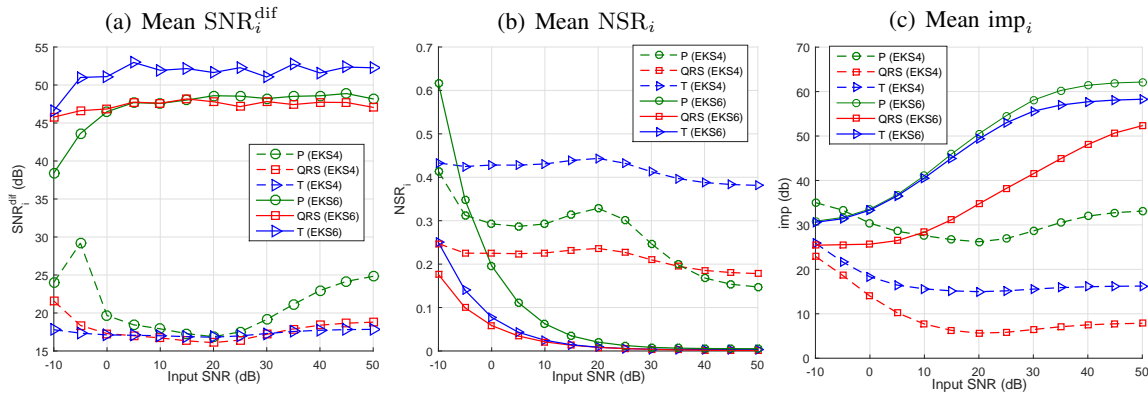 (a) Mean SNR_i^dif
55
50
45
40
35
30
25
20
15
SNR_i^dif (dB)
-10 0 10 20 30 40 50
Input SNR (dB)
P (EKS4)
QRS (EKS4)
T (EKS4)
P (EKS6)
QRS (EKS6)
T (EKS6)
(b) Mean NSR_i
0.7
0.6
0.5
0.4
0.3
0.2
0.1
0
NSR_i
-10 0 10 20 30 40 50
Input SNR (dB)
P (EKS4)
QRS (EKS4)
T (EKS4)
P (EKS6)
QRS (EKS6)
T (EKS6)
(c) Mean imp_i
70
60
50
40
30
20
10
0
imp (db)
-10 0 10 20 30 40 50
Input SNR (dB)
P (EKS4)
QRS (EKS4)
T (EKS4)
P (EKS6)
QRS (EKS6)
T (EKS6)